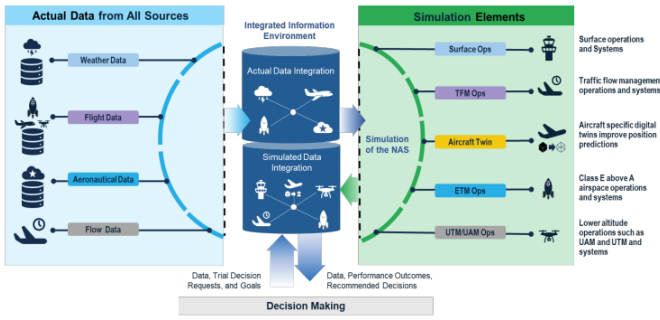 Actual Data from All Sources
Weather Data
Flight Data
Aeronautical Data
Flow Data
Integrated Information
Environment
Actual Data Integration
Simulated Data
Integration
Data, Trial Decision
Requests, and Goals
Data, Performance Outcomes,
Recommended Decisions
Decision Making
Simulation Elements
Simulation
of the NAS
Surface Ops
TFM Ops
Aircraft Twin
ETM Ops
UTM/UAM Ops
Surface operations
and Systems
Traffic flow managemen
operations and systems
Aircraft specific digital
twins improve position
predictions
Class E above A
airspace operations
and systems
Lower altitude
operations such as
UAM and UTM and
systems